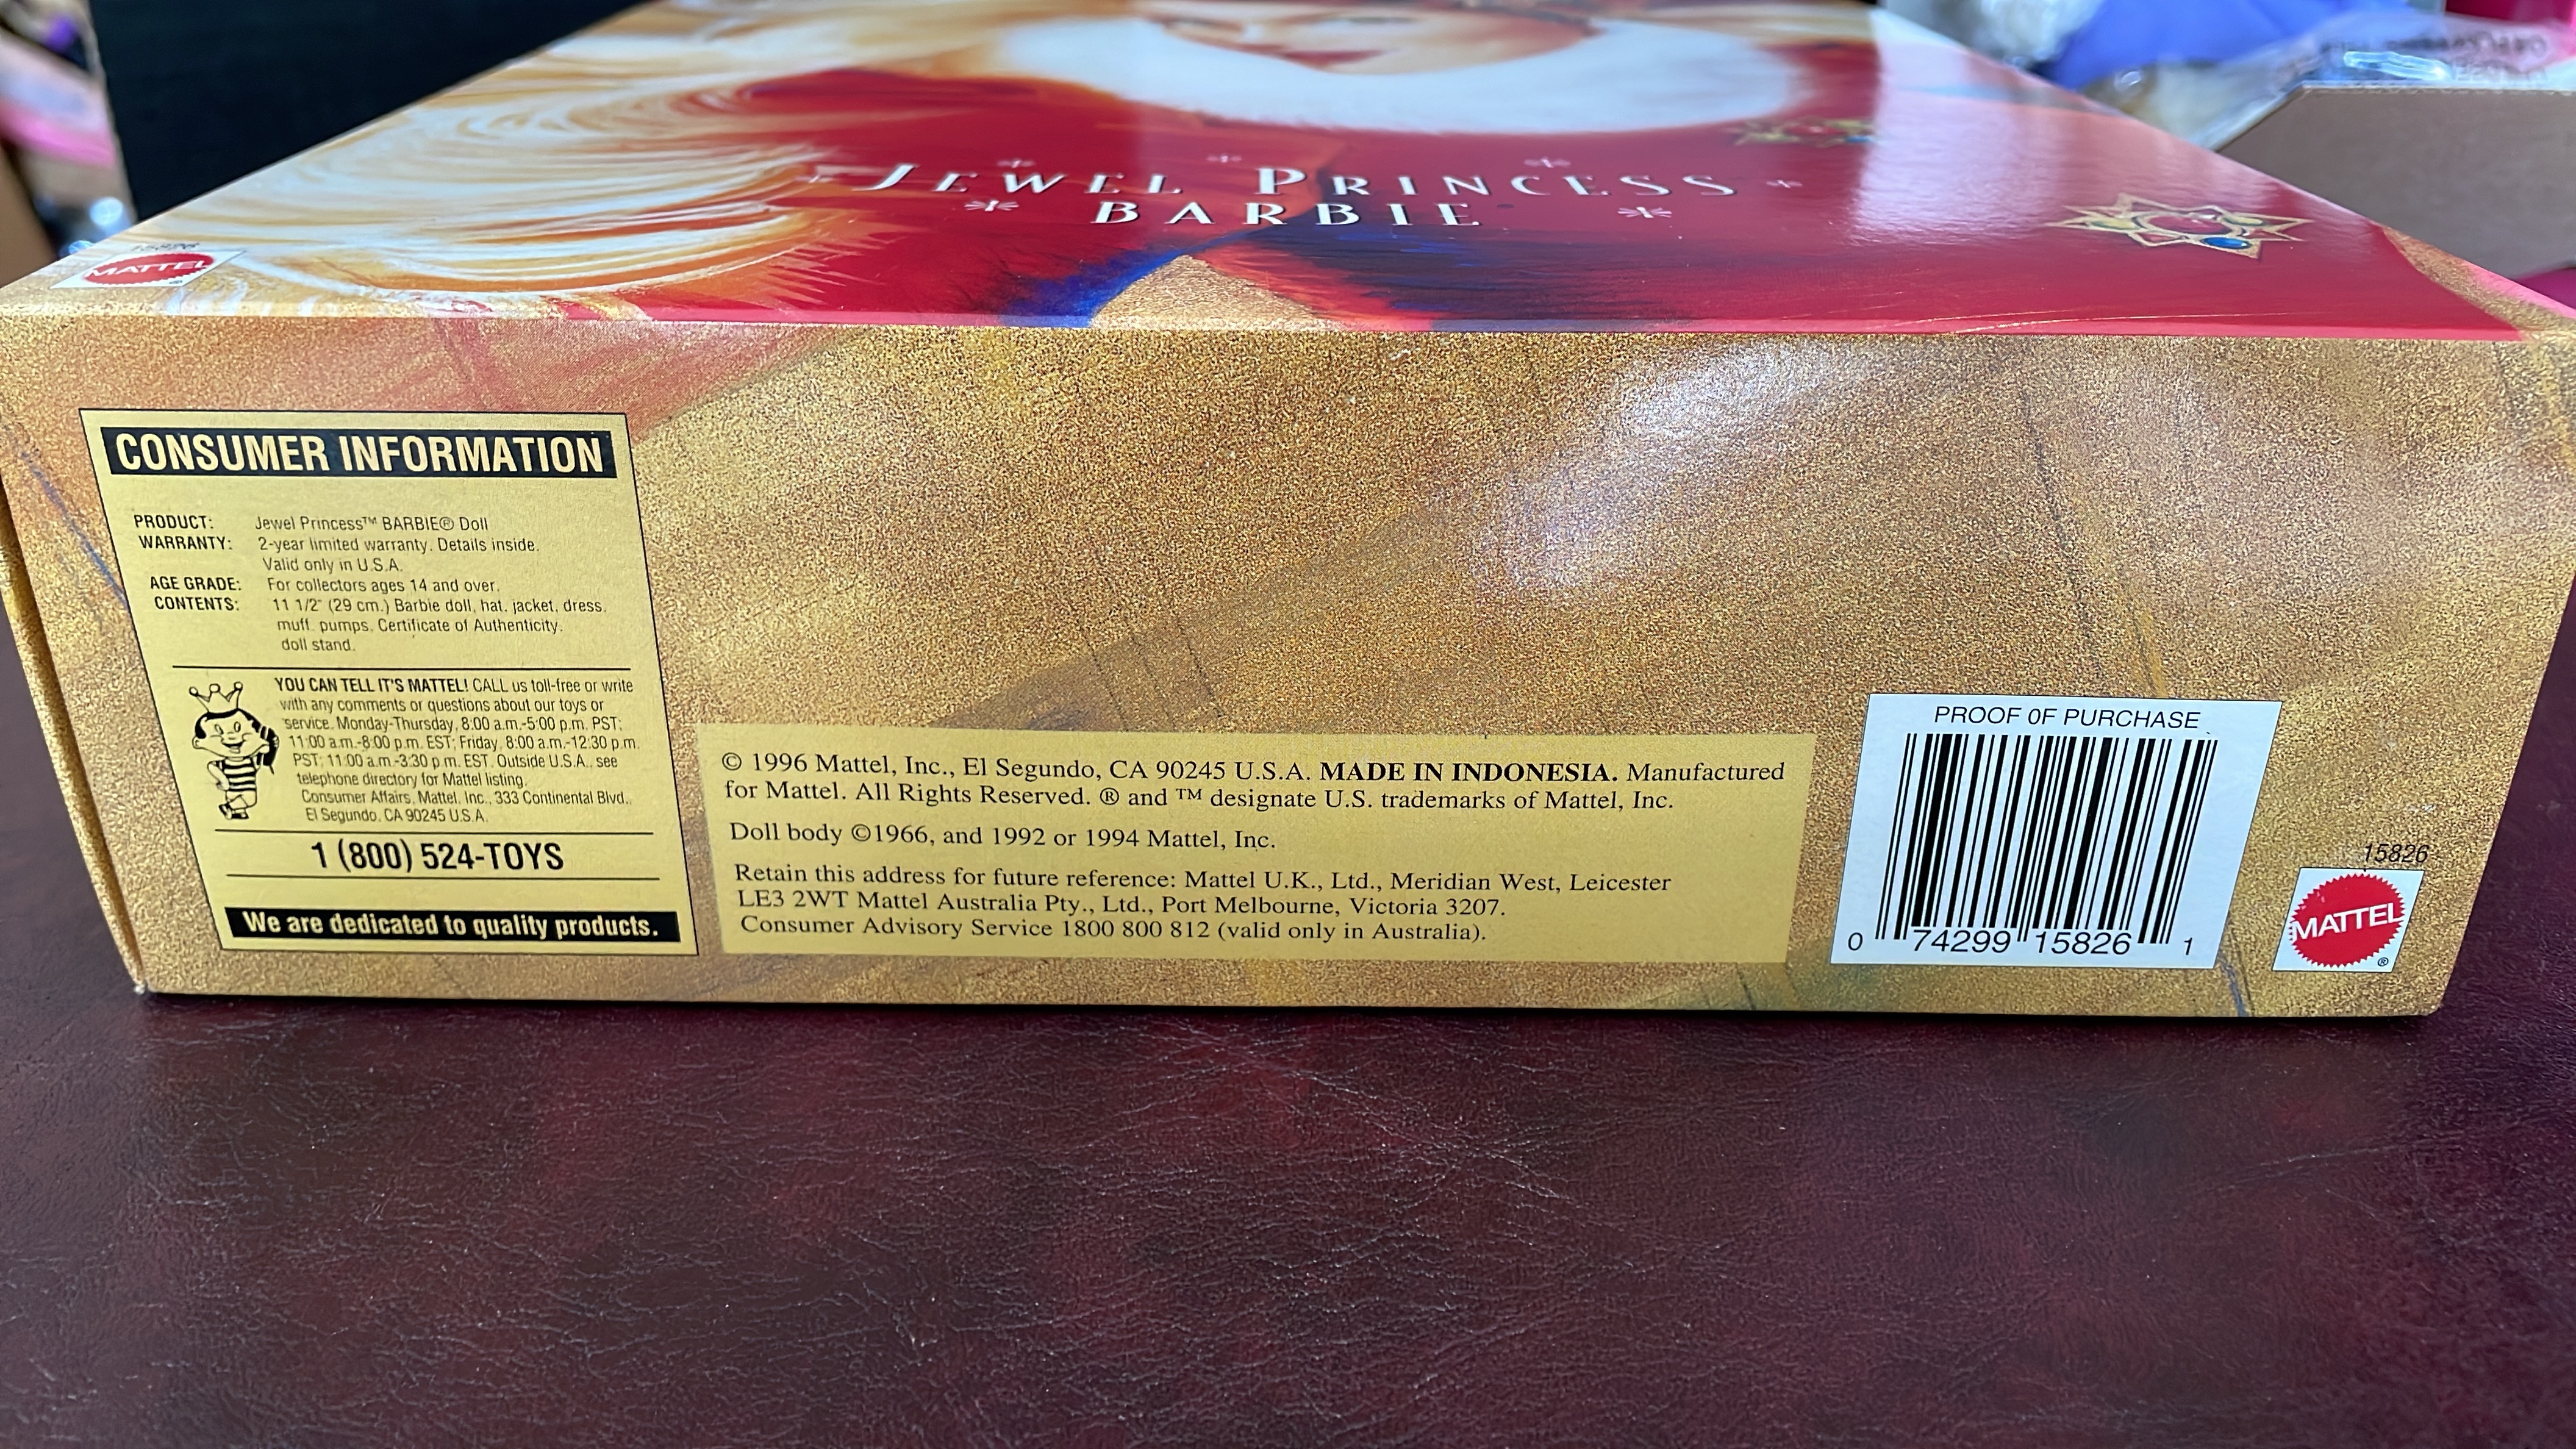 JEWEL PRINCESS
BARBIE
15826
MATTEL
®
CONSUMER INFORMATION
PRODUCT: Jewel Princess™ BARBIE® Doll
WARRANTY: 2-year limited warranty. Details inside.
Valid only in U.S.A.
AGE GRADE: For collectors ages 14 and over.
CONTENTS: 11 1/2" (29 cm.) Barbie doll, hat, jacket, dress,
muff, pumps, Certificate of Authenticity,
doll stand.
YOU CAN TELL IT'S MATTEL! CALL us toll-free or write
with any comments or questions about our toys or
service. Monday-Thursday, 8:00 a.m.-5:00 p.m. PST;
11:00 a.m.-8:00 p.m. EST; Friday, 8:00 a.m.-12:30 p.m.
PST; 11:00 a.m.-3:30 p.m. EST. Outside U.S.A., see
telephone directory for Mattel listing.
Consumer Affairs, Mattel, Inc., 333 Continental Blvd.,
El Segundo, CA 90245 U.S.A.
1 (800) 524-TOYS
We are dedicated to quality products.
© 1996 Mattel, Inc., El Segundo, CA 90245 U.S.A. MADE IN INDONESIA. Manufactured
for Mattel. All Rights Reserved. ® and ™ designate U.S. trademarks of Mattel, Inc.
Doll body ©1966, and 1992 or 1994 Mattel, Inc.
Retain this address for future reference: Mattel U.K., Ltd., Meridian West, Leicester
LE3 2WT Mattel Australia Pty., Ltd., Port Melbourne, Victoria 3207.
Consumer Advisory Service 1800 800 812 (valid only in Australia).
PROOF 0F PURCHASE
0 74299 15826 1
15826
MATTEL
®